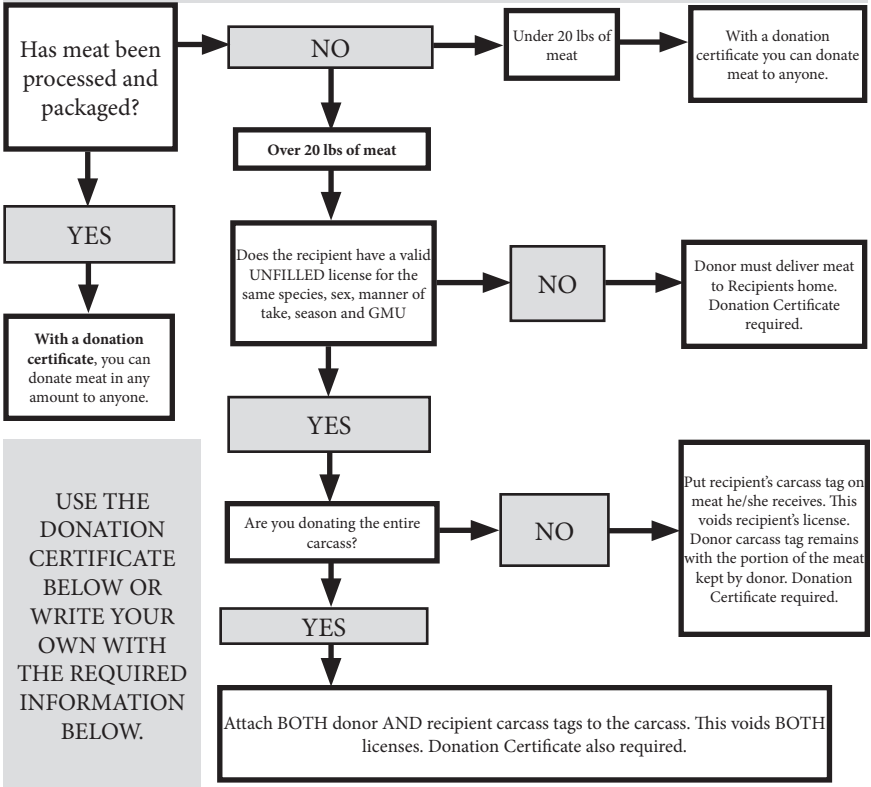 Has meat been
processed and
packaged?
NO
Under 20 lbs of
meat
With a donation
certificate you can donate
meat to anyone.
Over 20 lbs of meat
YES
Does the recipient have a valid
UNFILLED license for the
same species, sex, manner of
take, season and GMU
NO
Donor must deliver meat
to Recipients home.
Donation Certificate
required.
With a donation
certificate, you can
donate meat in any
amount to anyone.
YES
USE THE
DONATION
CERTIFICATE
BELOW OR
WRITE YOUR
OWN WITH
THE REQUIRED
INFORMATION
BELOW.
Are you donating the entire
carcass?
NO
Put recipient's carcass tag on
meat he/she receives. This
voids recipient's license.
Donor carcass tag remains
with the portion of the meat
kept by donor. Donation
Certificate required.
YES
Attach BOTH donor AND recipient carcass tags to the carcass. This voids BOTH
licenses. Donation Certificate also required.